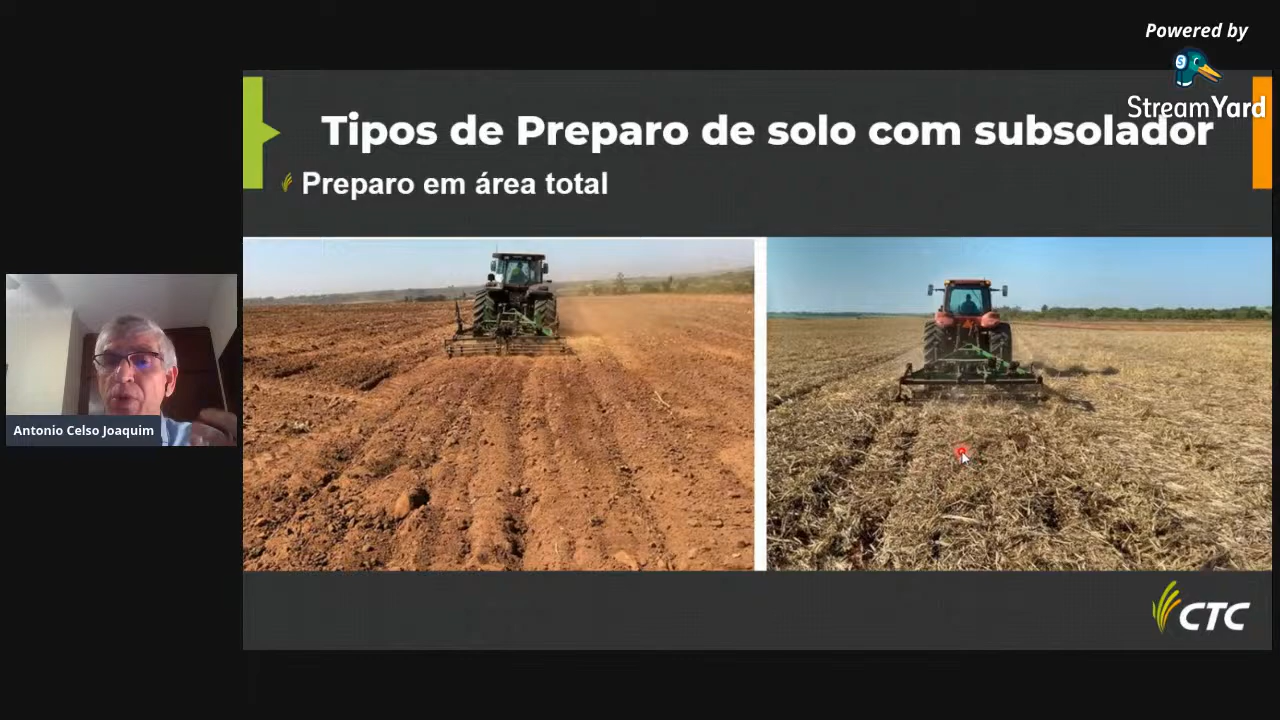 Powered by
StreamYard
Tipos de Preparo de solo com subsolador
Preparo em área total
Antonio Celso Joaquim
CTC